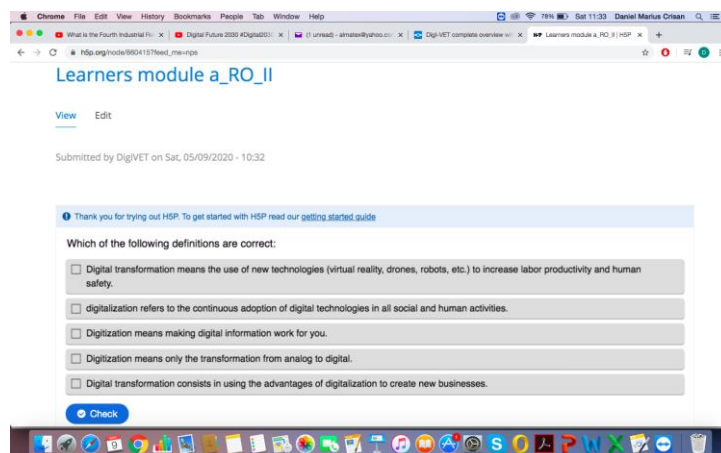 Chrome File Edit View History Bookmarks People Tab Window Help 78% Sat 11:33 Daniel Marius Crisan
What is the Fourth Industrial Re × Digital Future 2030 #Digital203 × (1 unread) - × Digi-VET complete overview wi × H5P Learners module a_RO_II | H5P × +
h5p.org/node/860415?feed_me=nps
Learners module a_RO_II
View Edit
Submitted by DigiVET on Sat, 05/09/2020 - 10:32
Thank you for trying out H5P. To get started with H5P read our getting started guide
Which of the following definitions are correct:
Digital transformation means the use of new technologies (virtual reality, drones, robots, etc.) to increase labor productivity and human
safety.
digitalization refers to the continuous adoption of digital technologies in all social and human activities.
Digitization means making digital information work for you.
Digitization means only the transformation from analog to digital.
Digital transformation consists in using the advantages of digitalization to create new businesses.
Check